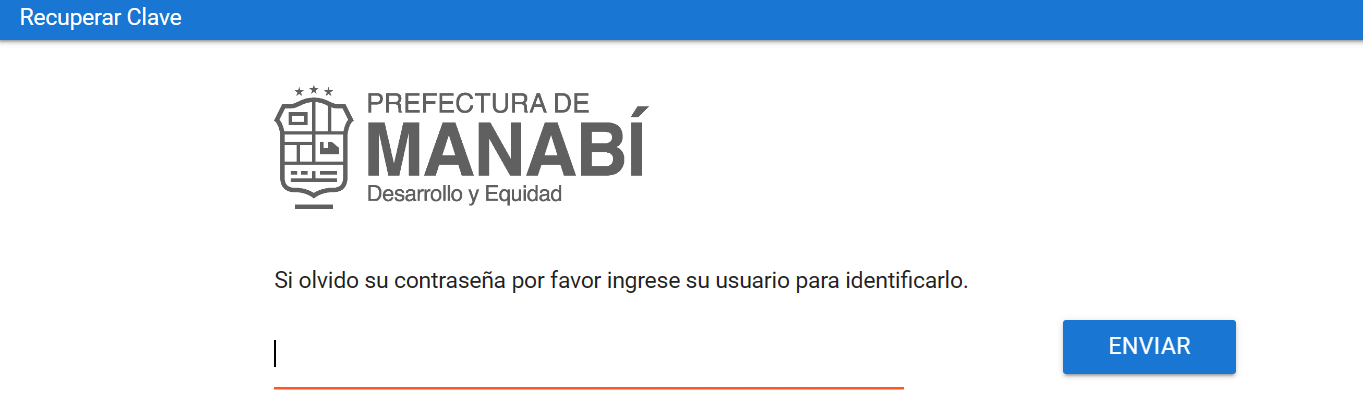 Recuperar Clave
PREFECTURA DE
MANABÍ
Desarrollo y Equidad
Si olvido su contraseña por favor ingrese su usuario para identificarlo.
ENVIAR